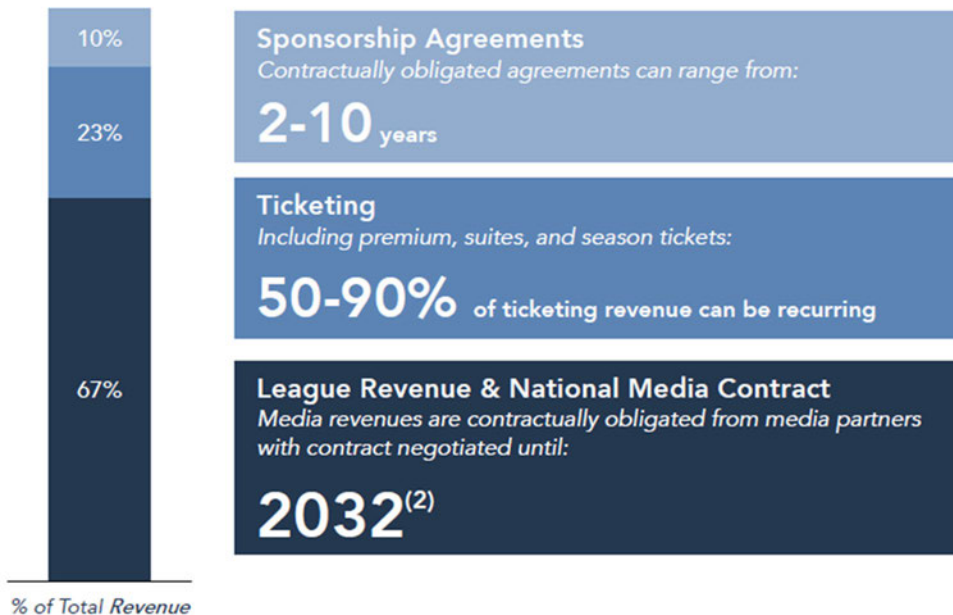 10%
23%
67%
% of Total Revenue
Sponsorship Agreements
Contractually obligated agreements can range from:
2-10 years
Ticketing
Including premium, suites, and season tickets:
50-90% of ticketing revenue can be recurring
League Revenue & National Media Contract
Media revenues are contractually obligated from media partners
with contract negotiated until:
2032(2)